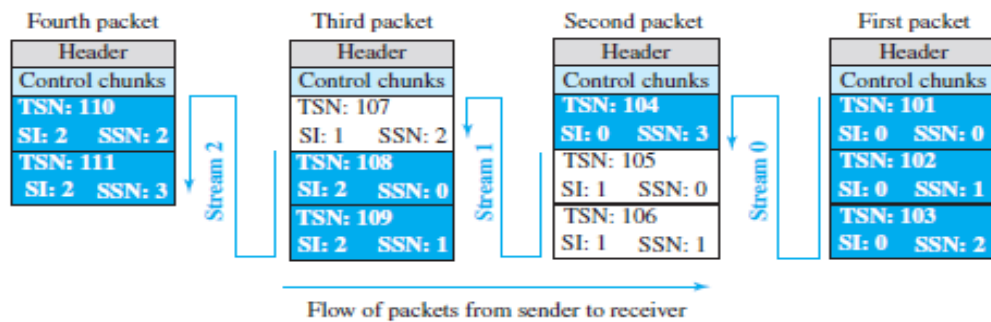 Fourth packet
Header
Control chunks
TSN: 110
SI: 2 SSN: 2
TSN: 111
SI: 2 SSN: 3
Stream 2
Third packet
Header
Control chunks
TSN: 107
SI: 1 SSN: 2
TSN: 108
SI: 2 SSN: 0
TSN: 109
SI: 2 SSN: 1
Stream 1
Second packet
Header
Control chunks
TSN: 104
SI: 0 SSN: 3
TSN: 105
SI: 1 SSN: 0
TSN: 106
SI: 1 SSN: 1
Stream 0
First packet
Header
Control chunks
TSN: 101
SI: 0 SSN: 0
TSN: 102
SI: 0 SSN: 1
TSN: 103
SI: 0 SSN: 2
Flow of packets from sender to receiver